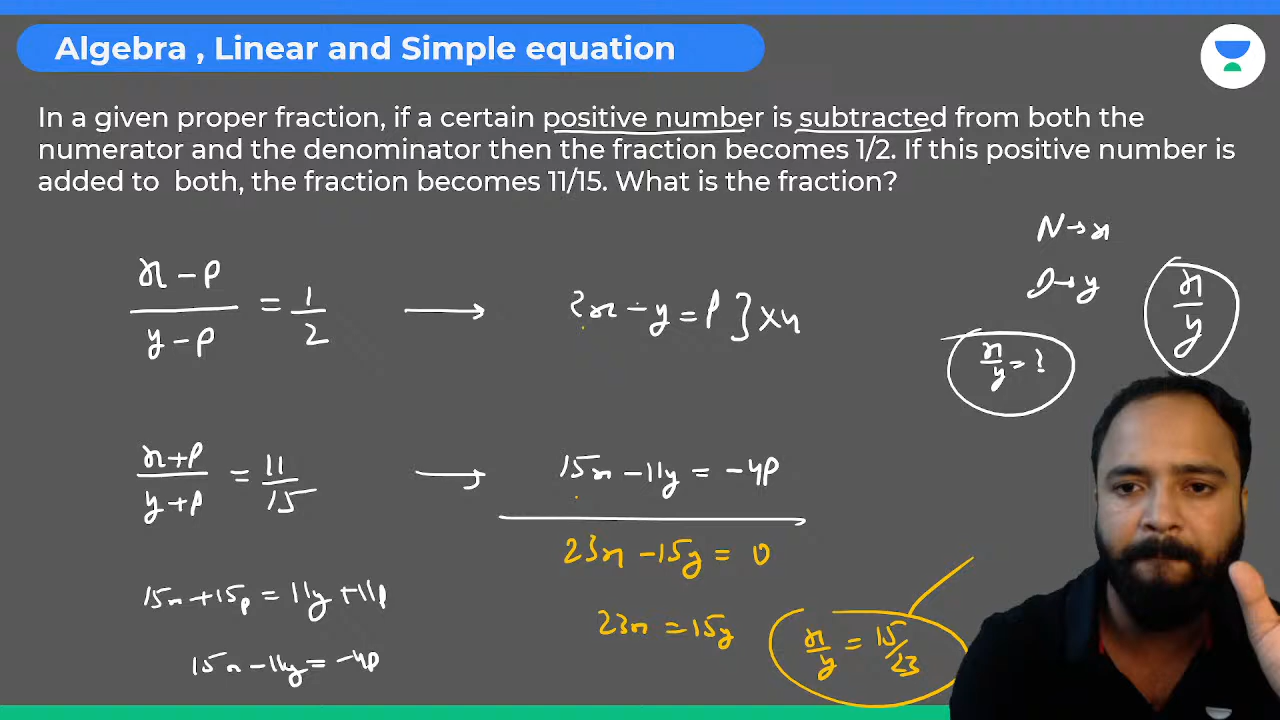 Algebra , Linear and Simple equation
In a given proper fraction, if a certain positive number is subtracted from both the
numerator and the denominator then the fraction becomes 1/2. If this positive number is
added to both, the fraction becomes 11/15. What is the fraction?
N → x
D → y
x/y
x/y = ?
x - P / y - P = 1/2 → 2x - y = P } x4
x+P / y+P = 11/15 → 15x - 11y = -4P
23x - 15y = 0
15x + 15p = 11y + 11p
23x = 15y
x/y = 15/23
15x - 11y = -4p